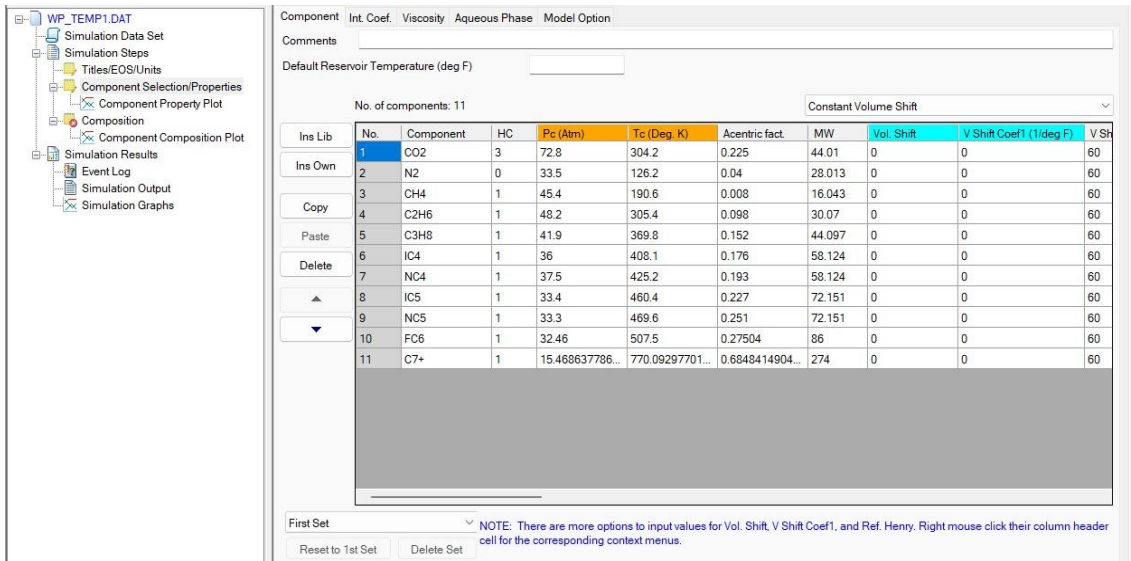 WP_TEMP1.DAT
Simulation Data Set
Simulation Steps
Titles/EOS/Units
Component Selection/Properties
Component Property Plot
Composition
Component Composition Plot
Simulation Results
Event Log
Simulation Output
Simulation Graphs
Component Int. Coef. Viscosity Aqueous Phase Model Option
Comments
Default Reservoir Temperature (deg F)
No. of components: 11 Constant Volume Shift
Ins Lib
Ins Own
Copy
Paste
Delete
No. Component HC Pc (Atm) Tc (Deg. K) Acentric fact. MW Vol. Shift V Shift Coef1 (1/deg F) V Sh
1 CO2 3 72.8 304.2 0.225 44.01 0 0 60
2 N2 0 33.5 126.2 0.04 28.013 0 0 60
3 CH4 1 45.4 190.6 0.008 16.043 0 0 60
4 C2H6 1 48.2 305.4 0.098 30.07 0 0 60
5 C3H8 1 41.9 369.8 0.152 44.097 0 0 60
6 IC4 1 36 408.1 0.176 58.124 0 0 60
7 NC4 1 37.5 425.2 0.193 58.124 0 0 60
8 IC5 1 33.4 460.4 0.227 72.151 0 0 60
9 NC5 1 33.3 469.6 0.251 72.151 0 0 60
10 FC6 1 32.46 507.5 0.27504 86 0 0 60
11 C7+ 1 15.468637786... 770.09297701... 0.6848414904... 274 0 0 60
First Set
Reset to 1st Set Delete Set
NOTE: There are more options to input values for Vol. Shift, V Shift Coef1, and Ref. Henry. Right mouse click their column header
cell for the corresponding context menus.